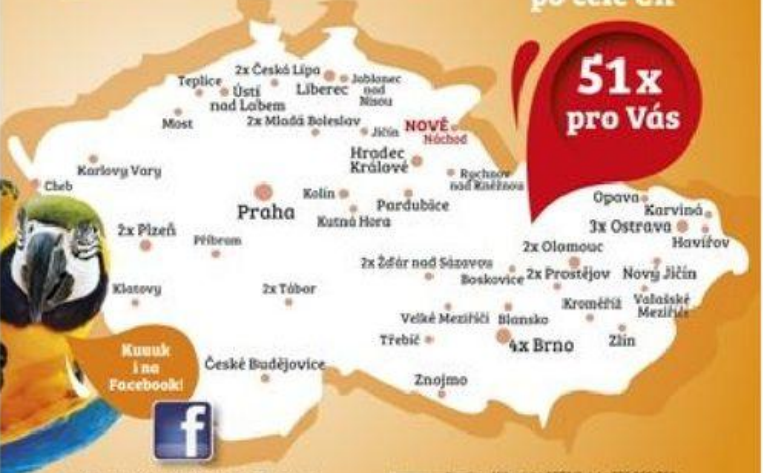 po celé ČR
51x
pro Vás
2x Česká Lípa
Teplice
Ústí
nad Labem
Liberec
Jablonec
nad
Nisou
Most
2x Mladá Boleslav
Jičín
NOVĚ
Náchod
Hradec
Králové
Karlovy Vary
Cheb
Rychnov
nad Kněžnou
Kolín
Pardubice
Praha
Kutná Hora
Opava
Karviná
3x Ostrava
Havířov
2x Plzeň
Příbram
2x Olomouc
2x Žďár nad Sázavou
Boskovice
2x Prostějov
Nový Jičín
Klatovy
2x Tábor
Kroměříž
Valašské
Meziříčí
Velké Meziříčí
Blansko
Třebíč
4x Brno
Zlín
Kuuuk
i na
Facebook!
České Budějovice
Znojmo
f